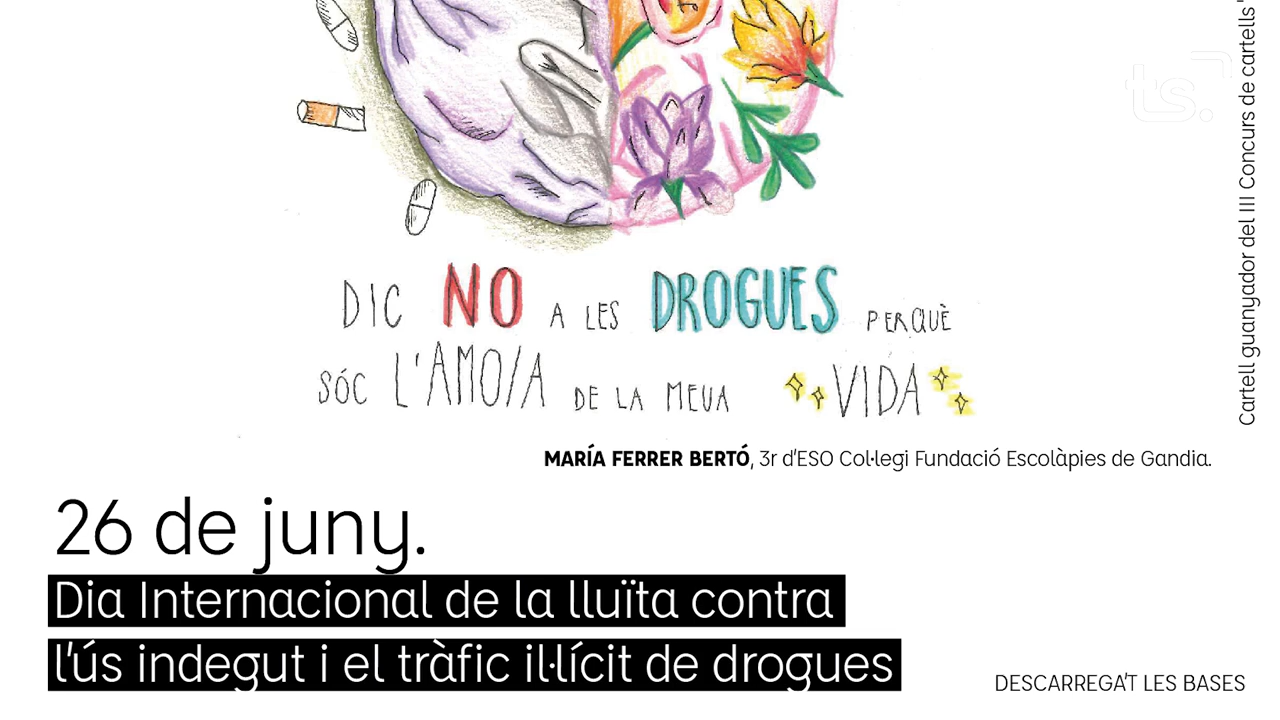 DIC NO A LES DROGUES PERQUÈ
SÓC L'AMO/A DE LA MEUA VIDA
MARÍA FERRER BERTÓ, 3r d'ESO Col·legi Fundació Escolàpies de Gandia.
26 de juny.
Dia Internacional de la lluïta contra
l'ús indegut i el tràfic il·lícit de drogues
DESCARREGA'T LES BASES
Cartell guanyador del III Concurs de cartells
ts.